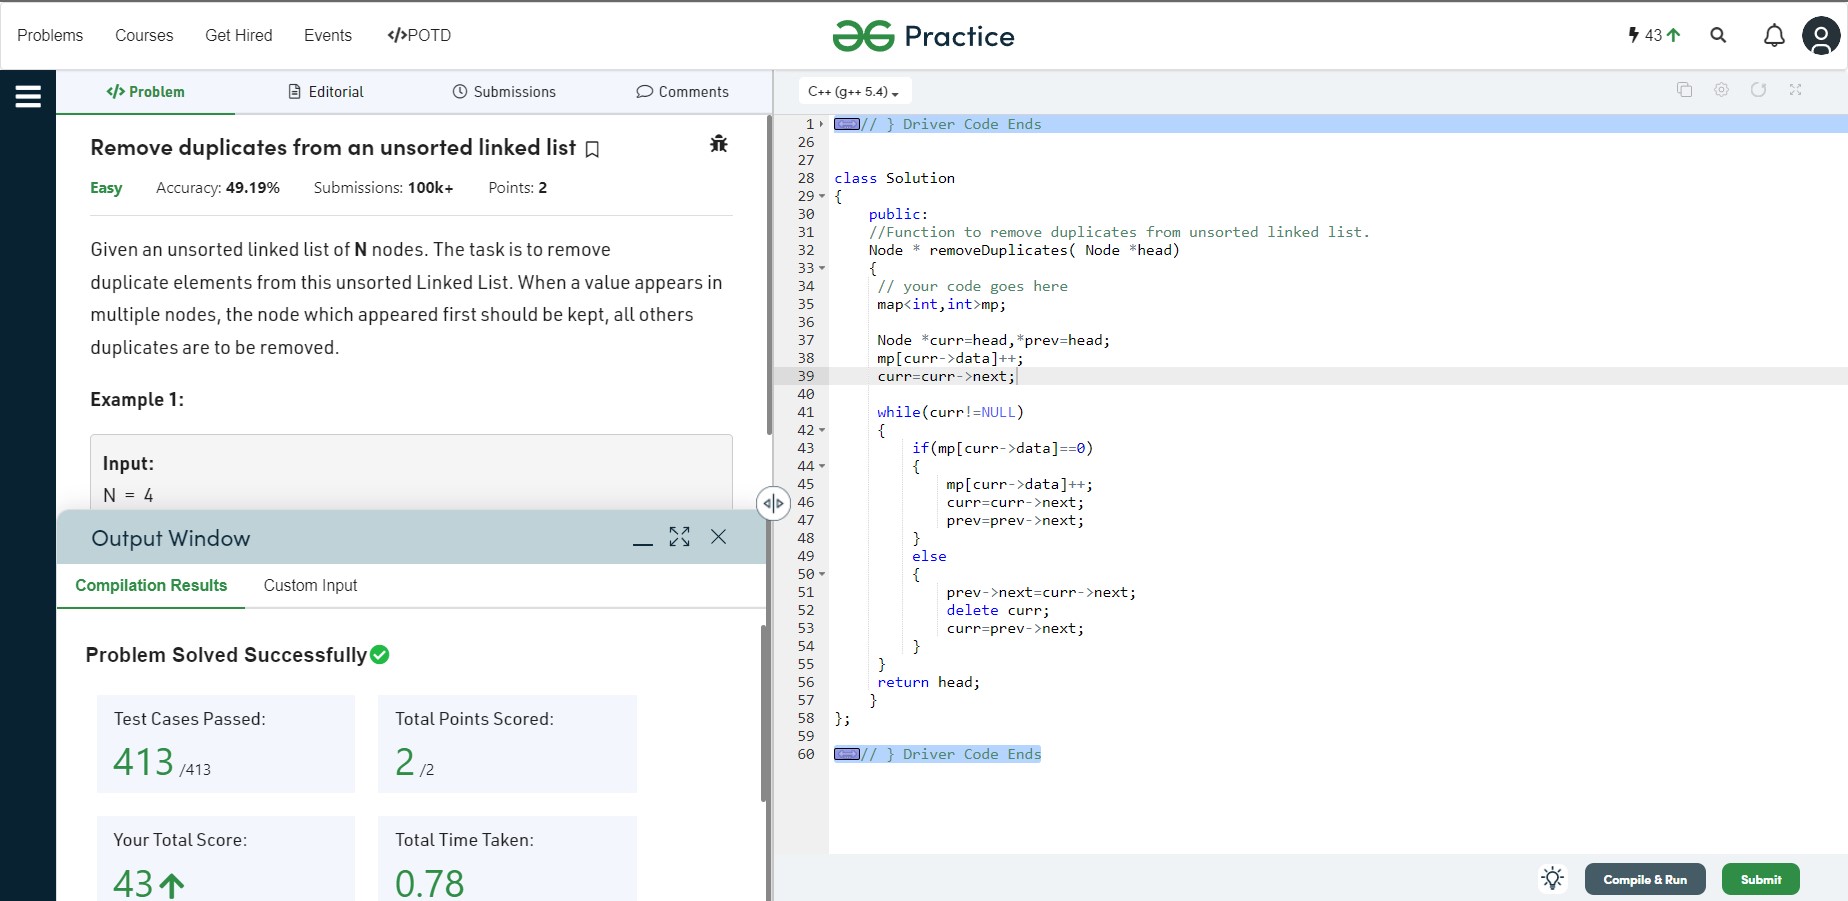 Problems Courses Get Hired Events </>POTD
Practice
43
</> Problem Editorial Submissions Comments
Remove duplicates from an unsorted linked list
Easy Accuracy: 49.19% Submissions: 100k+ Points: 2
Given an unsorted linked list of N nodes. The task is to remove
duplicate elements from this unsorted Linked List. When a value appears in
multiple nodes, the node which appeared first should be kept, all others
duplicates are to be removed.
Example 1:
Input:
N = 4
Output Window
Compilation Results Custom Input
Problem Solved Successfully
Test Cases Passed:
413 /413
Total Points Scored:
2 /2
Your Total Score:
43
Total Time Taken:
0.78
C++ (g++ 5.4)
1 // } Driver Code Ends
26
27
28 class Solution
29 {
30 public:
31 //Function to remove duplicates from unsorted linked list.
32 Node * removeDuplicates( Node *head)
33 {
34 // your code goes here
35 map<int,int>mp;
36
37 Node *curr=head,*prev=head;
38 mp[curr->data]++;
39 curr=curr->next;
40
41 while(curr!=NULL)
42 {
43 if(mp[curr->data]==0)
44 {
45 mp[curr->data]++;
46 curr=curr->next;
47 prev=prev->next;
48 }
49 else
50 {
51 prev->next=curr->next;
52 delete curr;
53 curr=prev->next;
54 }
55 }
56 return head;
57 }
58 };
59
60 // } Driver Code Ends
Compile & Run Submit